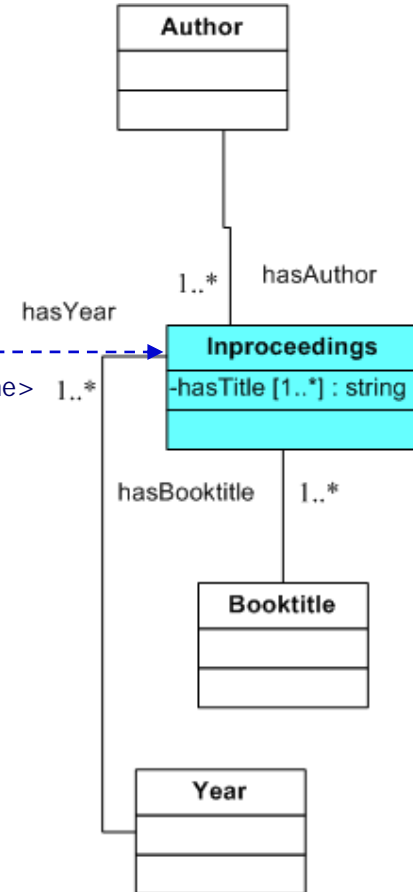 Author
1..* hasAuthor
hasYear
Inproceedings
1..* -hasTitle [1..*] : string
hasBooktitle 1..*
Booktitle
Year